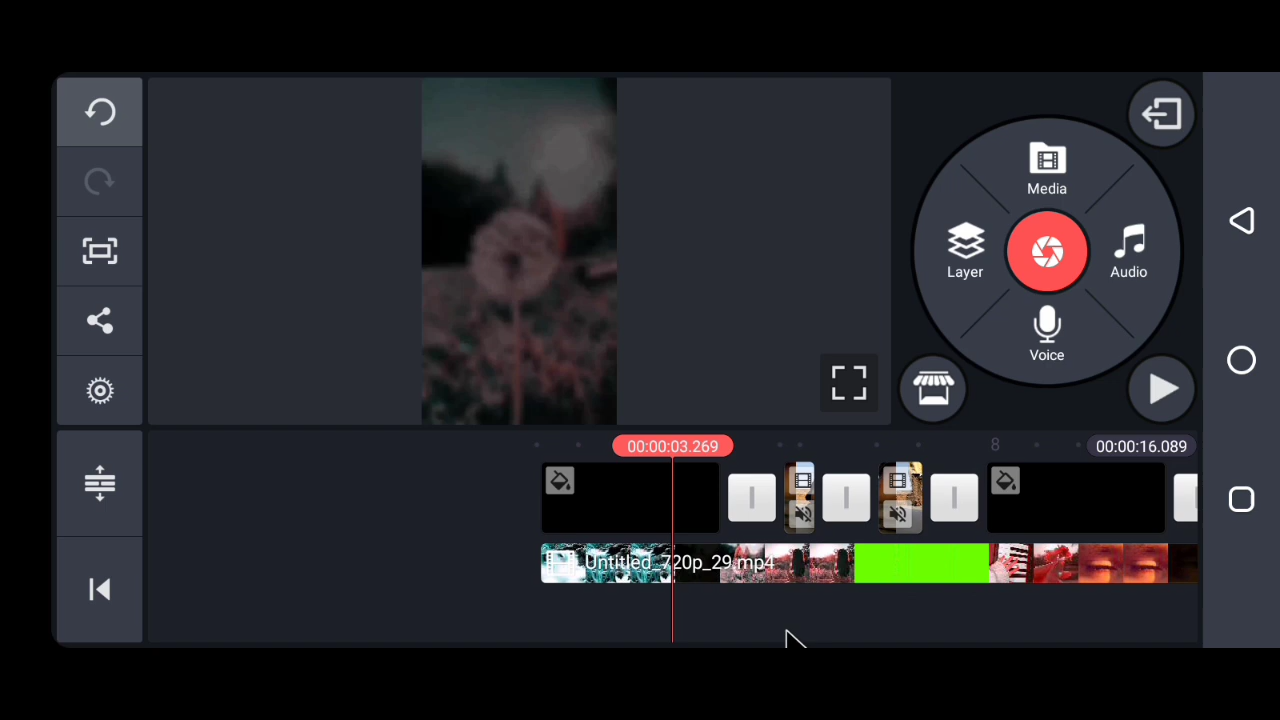 Media
Layer
Audio
Voice
00:00:03.269
8
00:00:16.089
Untitled_720p_29.mp4